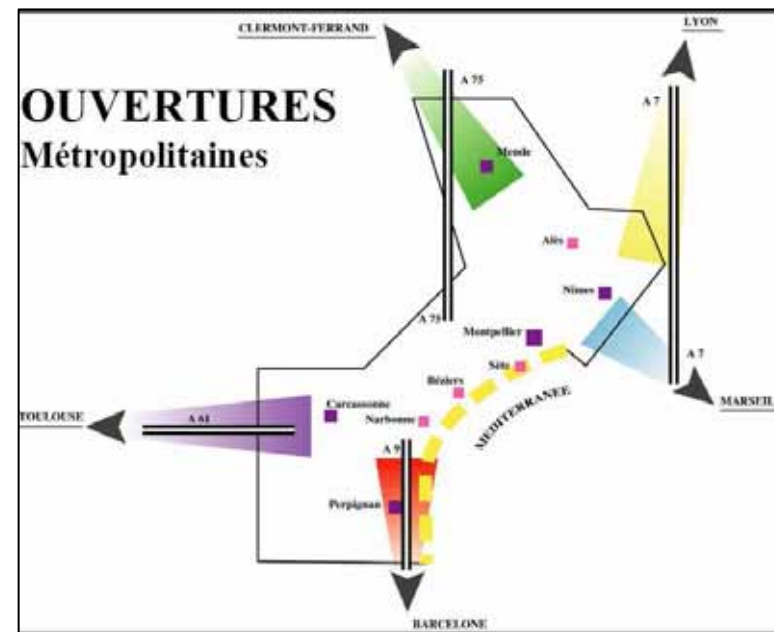 CLERMONT-FERRAND
LYON
OUVERTURES
Métropolitaines
A 75
A 7
Mende
Alès
Nîmes
A 75
Montpellier
A 7
Sète
Béziers
MEDITERRANEE
MARSEIL
TOULOUSE
A 61
Carcassonne
Narbonne
A 9
Perpignan
BARCELONE